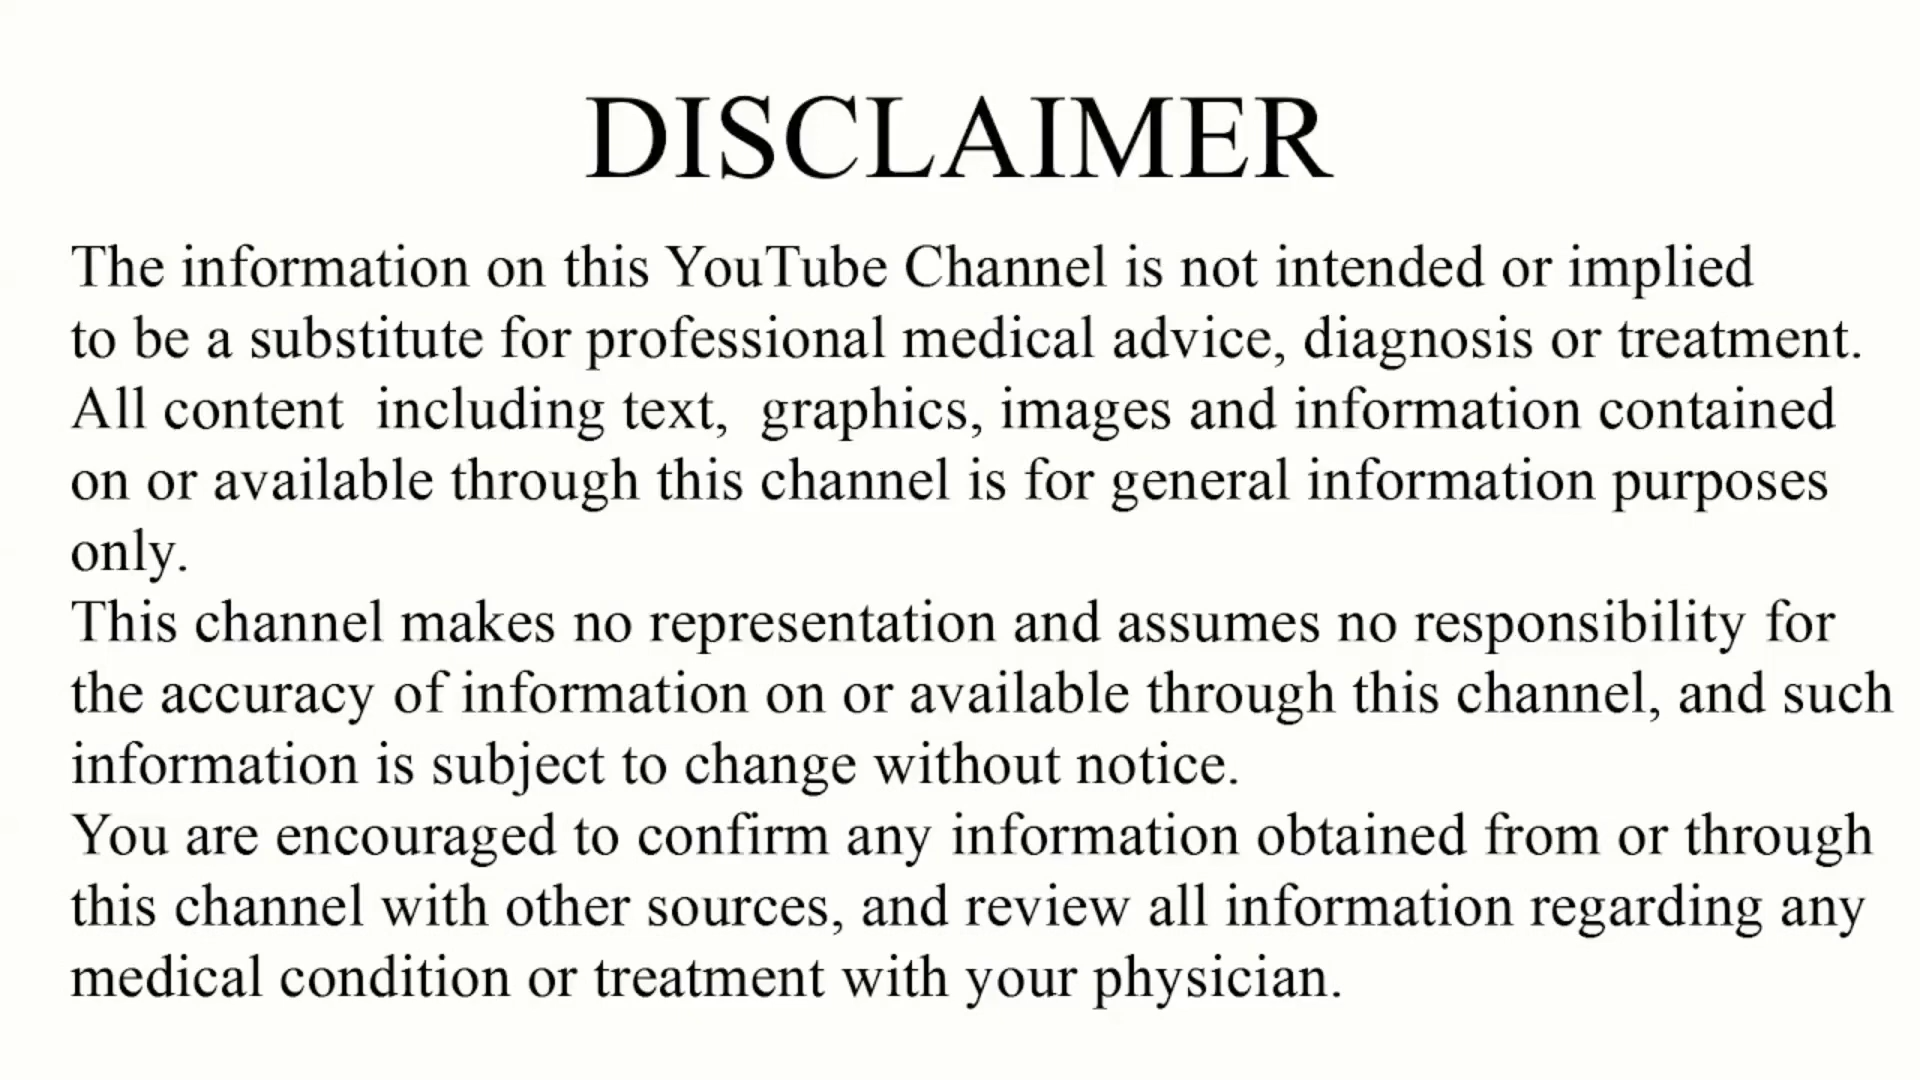 DISCLAIMER
The information on this YouTube Channel is not intended or implied
to be a substitute for professional medical advice, diagnosis or treatment.
All content  including text,  graphics, images and information contained
on or available through this channel is for general information purposes
only.
This channel makes no representation and assumes no responsibility for
the accuracy of information on or available through this channel, and such
information is subject to change without notice.
You are encouraged to confirm any information obtained from or through
this channel with other sources, and review all information regarding any
medical condition or treatment with your physician.